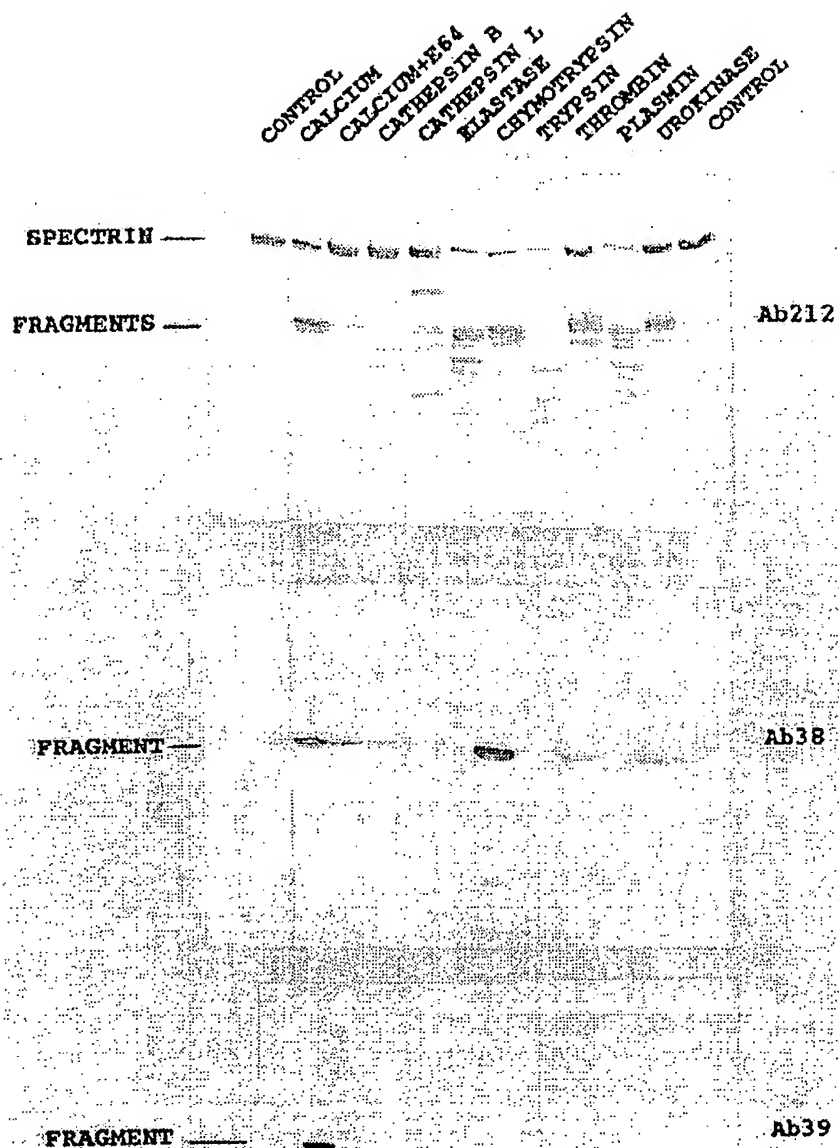 CONTROL
CALCIUM
CALCIUM+E64
CATHEPSIN B
CATHEPSIN L
ELASTASE
CHYMOTRYPSIN
TRYPSIN
THROMBIN
PLASMIN
UROKINASE
CONTROL
SPECTRIN
FRAGMENTS
Ab212
FRAGMENT
Ab38
FRAGMENT
Ab39